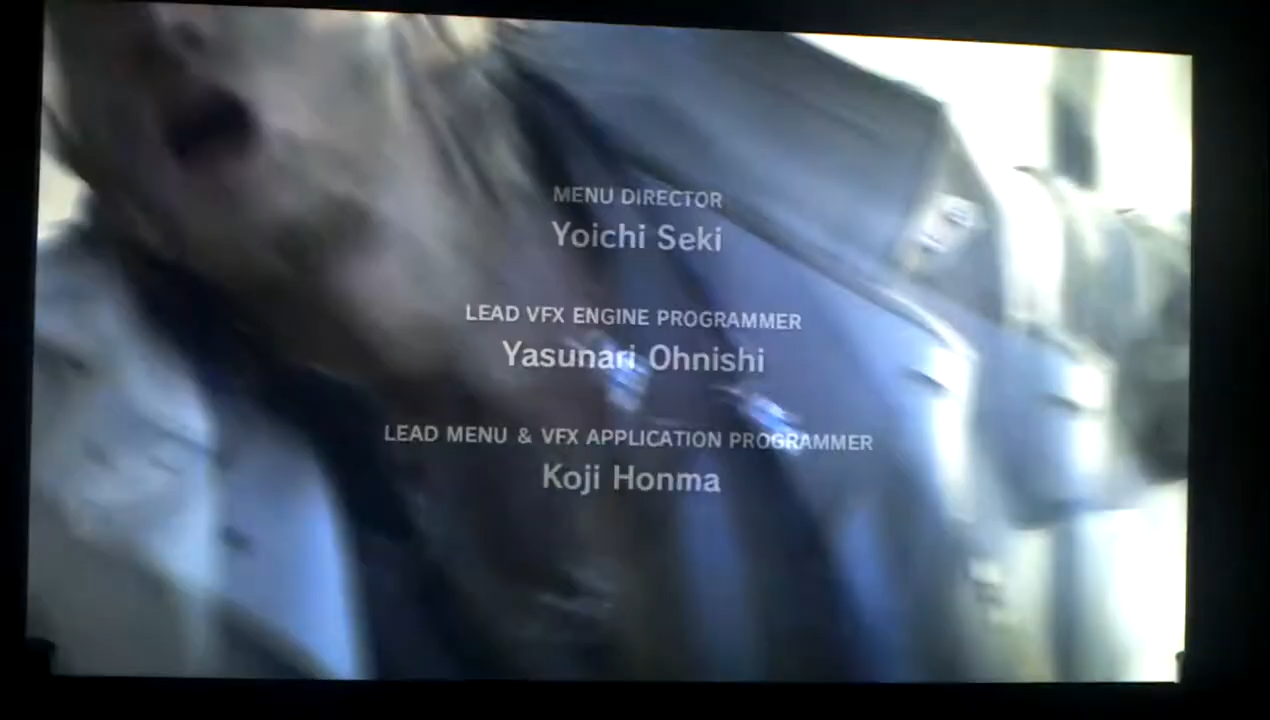 MENU DIRECTOR
Yoichi Seki
LEAD VFX ENGINE PROGRAMMER
Yasunari Ohnishi
LEAD MENU & VFX APPLICATION PROGRAMMER
Koji Honma